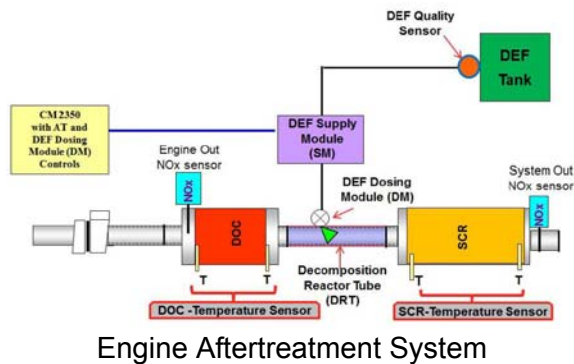 DEF Quality
Sensor
DEF
Tank
CM2350
with AT and
DEF Dosing
Module (DM)
Controls
DEF Supply
Module
(SM)
Engine Out
NOx sensor
NOx
System Out
NOx sensor
NOx
DEF Dosing
Module (DM)
DOC
SCR
Decomposition
Reactor Tube
(DRT)
T
T
T
T
DOC -Temperature Sensor
SCR-Temperature Sensor
Engine Aftertreatment System